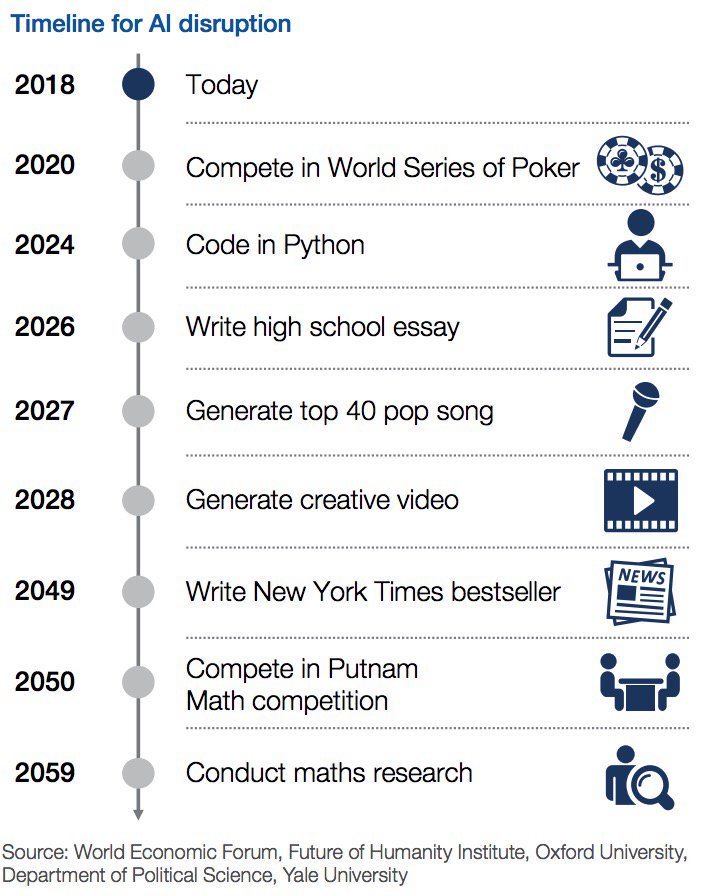 Timeline for AI disruption
2018 Today
2020 Compete in World Series of Poker
$
2024 Code in Python
2026 Write high school essay
2027 Generate top 40 pop song
2028 Generate creative video
2049 Write New York Times bestseller
NEWS
2050 Compete in Putnam
Math competition
2059 Conduct maths research
Source: World Economic Forum, Future of Humanity Institute, Oxford University,
Department of Political Science, Yale University